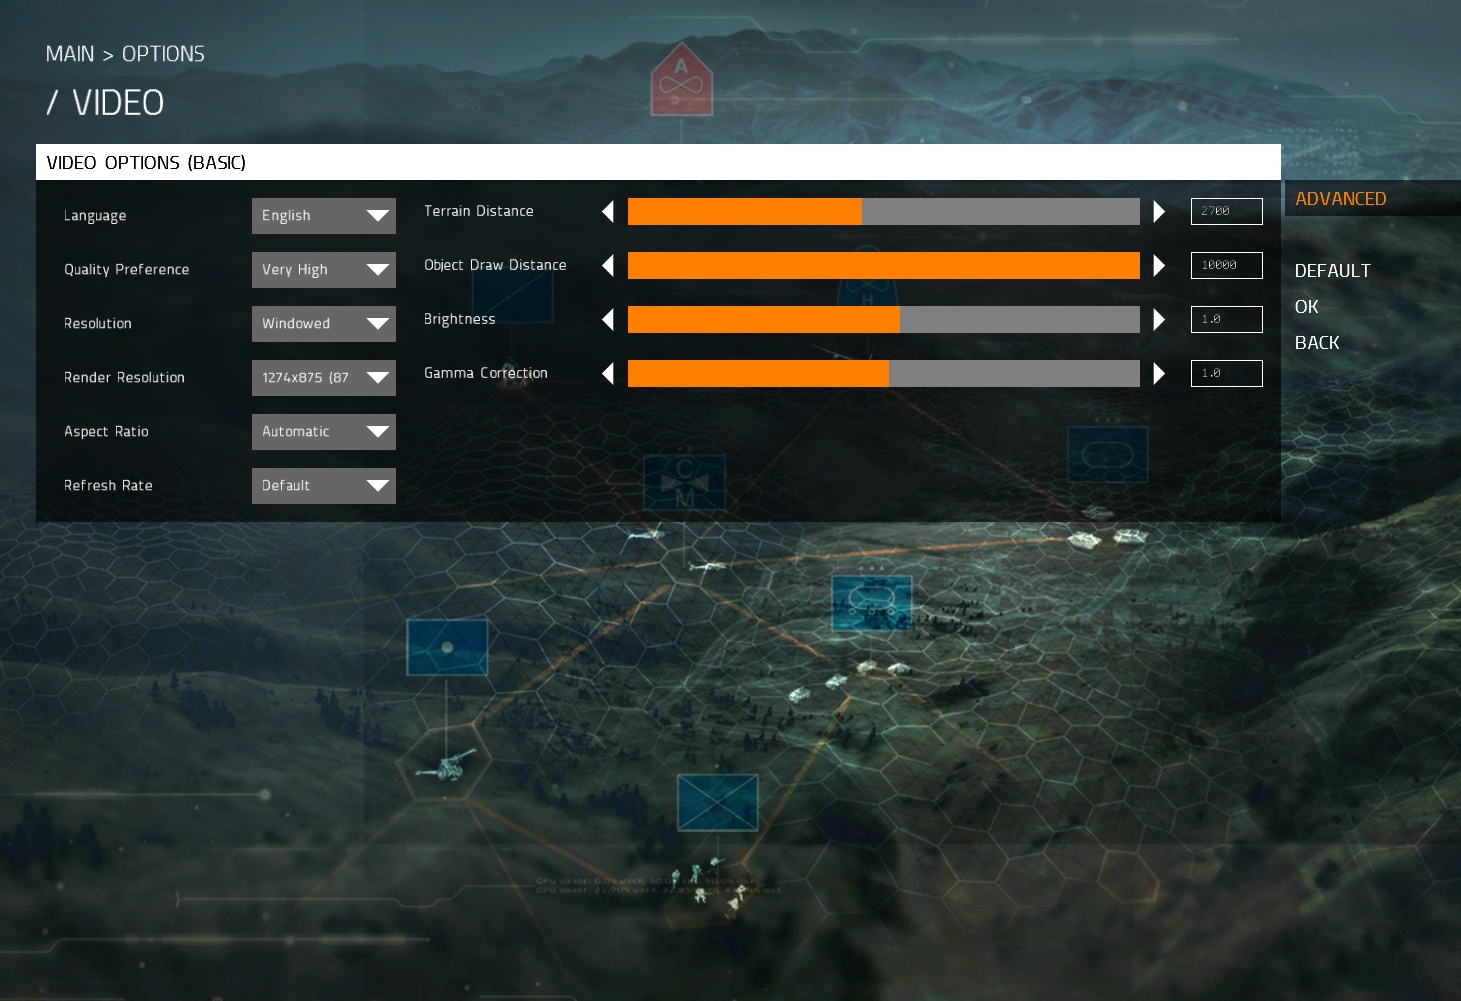 MAIN > OPTIONS
/ VIDEO
VIDEO OPTIONS (BASIC)
Language English
Quality Preference Very High
Resolution Windowed
Render Resolution 1274x875 (87
Aspect Ratio Automatic
Refresh Rate Default
Terrain Distance 2700
Object Draw Distance 10000
Brightness 1.0
Gamma Correction 1.0
ADVANCED
DEFAULT
OK
BACK
A
H
C
M